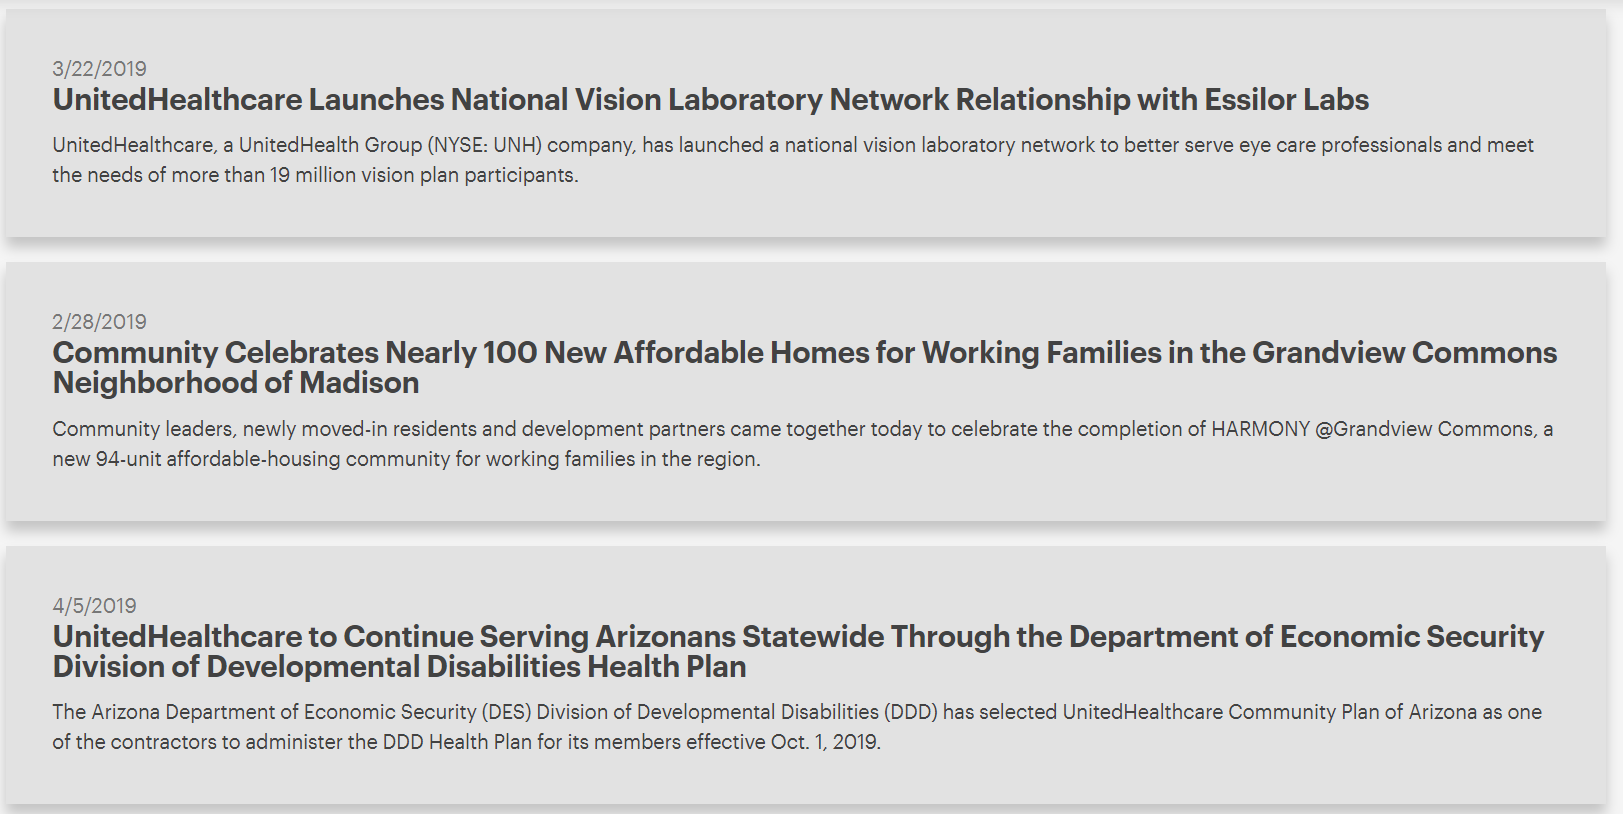 3/22/2019
UnitedHealthcare Launches National Vision Laboratory Network Relationship with Essilor Labs
UnitedHealthcare, a UnitedHealth Group (NYSE: UNH) company, has launched a national vision laboratory network to better serve eye care professionals and meet
the needs of more than 19 million vision plan participants.
2/28/2019
Community Celebrates Nearly 100 New Affordable Homes for Working Families in the Grandview Commons
Neighborhood of Madison
Community leaders, newly moved-in residents and development partners came together today to celebrate the completion of HARMONY @Grandview Commons, a
new 94-unit affordable-housing community for working families in the region.
4/5/2019
UnitedHealthcare to Continue Serving Arizonans Statewide Through the Department of Economic Security
Division of Developmental Disabilities Health Plan
The Arizona Department of Economic Security (DES) Division of Developmental Disabilities (DDD) has selected UnitedHealthcare Community Plan of Arizona as one
of the contractors to administer the DDD Health Plan for its members effective Oct. 1, 2019.